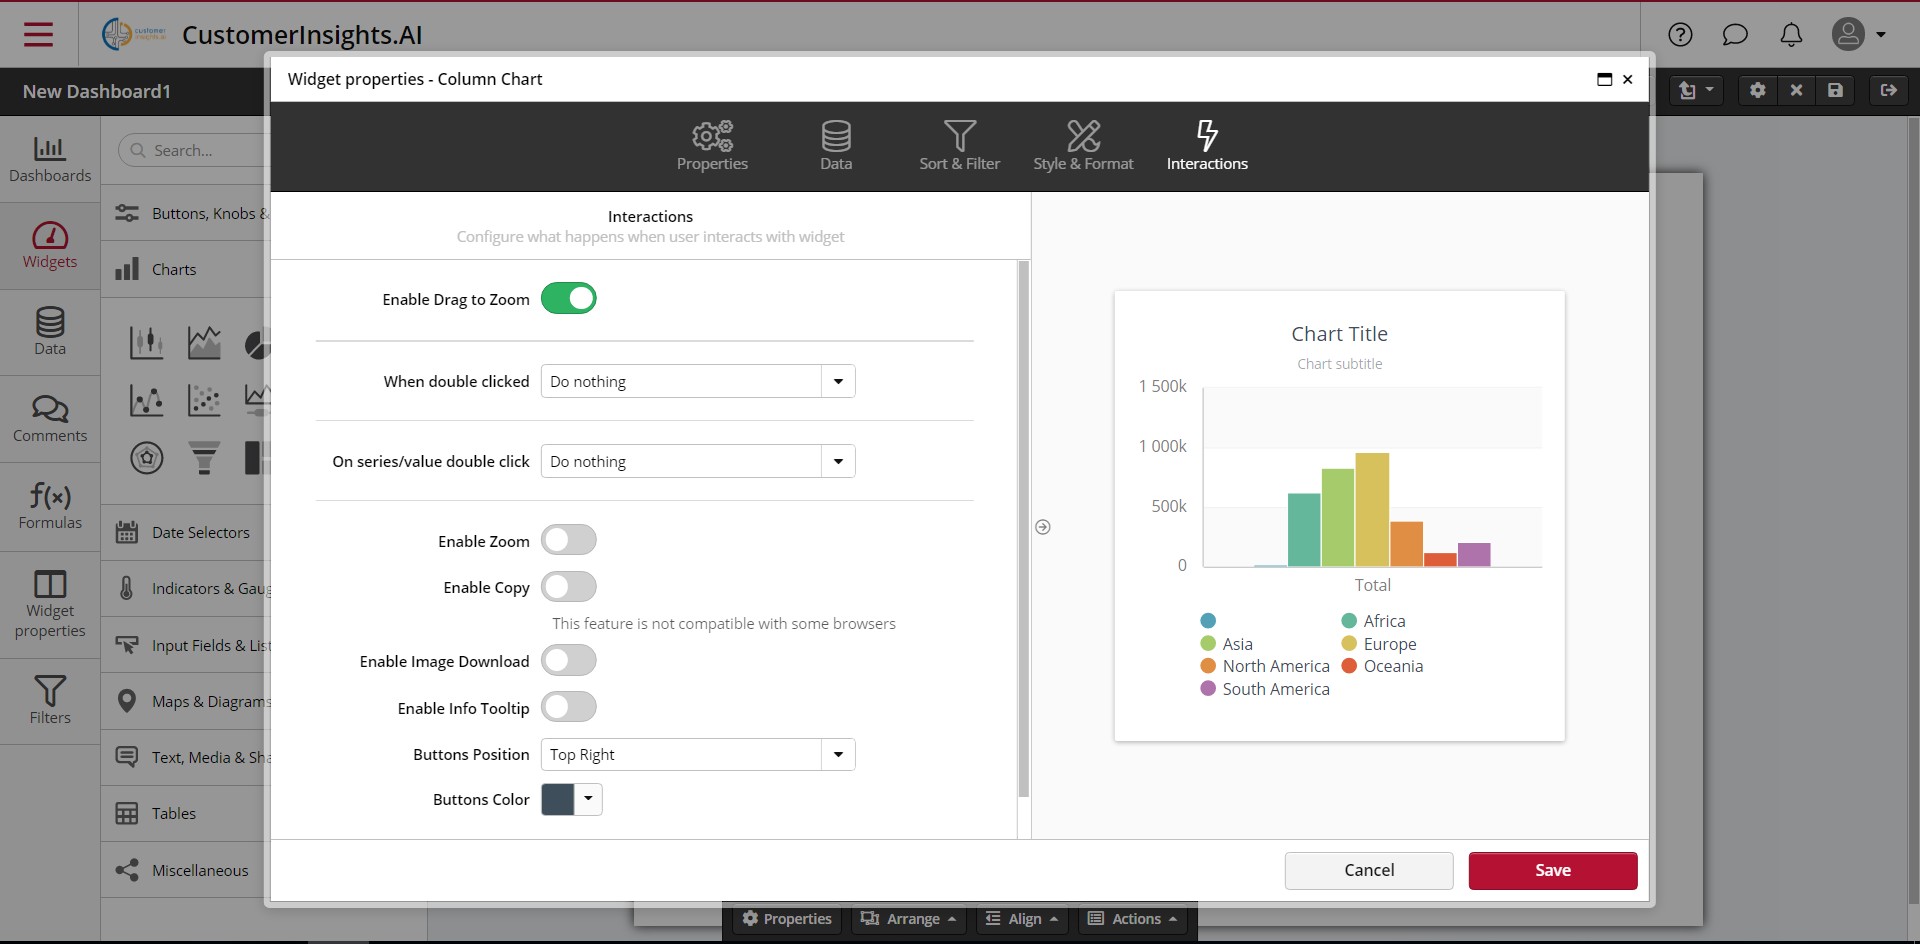 customer
insights.ai
CustomerInsights.AI
New Dashboard1
Widget properties - Column Chart
Dashboards
Widgets
Data
Comments
Formulas
f(x)
Widget
properties
Filters
Search...
Buttons, Knobs &
Charts
Date Selectors
Indicators & Gaug
Input Fields & List
Maps & Diagrams
Text, Media & Sha
Tables
Miscellaneous
Properties
Data
Sort & Filter
Style & Format
Interactions
Interactions
Configure what happens when user interacts with widget
Enable Drag to Zoom
When double clicked Do nothing
On series/value double click Do nothing
Enable Zoom
Enable Copy
This feature is not compatible with some browsers
Enable Image Download
Enable Info Tooltip
Buttons Position Top Right
Buttons Color
Chart Title
Chart subtitle
1 500k
1 000k
500k
0
Total
Africa
Asia Europe
North America Oceania
South America
Cancel Save
Properties Arrange Align Actions